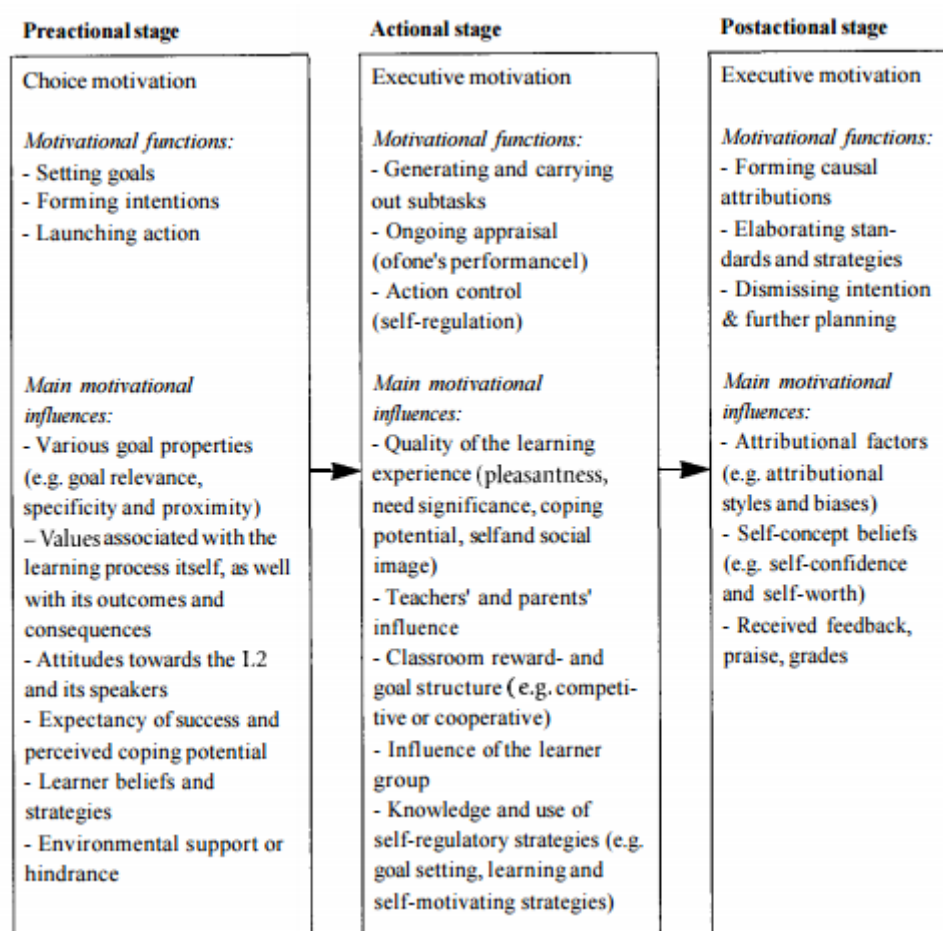 Preactional stage
Choice motivation
Motivational functions:
- Setting goals
- Forming intentions
- Launching action
Main motivational
influences:
- Various goal properties
(e.g. goal relevance,
specificity and proximity)
– Values associated with the
learning process itself, as well
with its outcomes and
consequences
- Attitudes towards the I.2
and its speakers
- Expectancy of success and
perceived coping potential
- Learner beliefs and
strategies
- Environmental support or
hindrance
Actional stage
Executive motivation
Motivational functions:
- Generating and carrying
out subtasks
- Ongoing appraisal
(ofone's performancel)
- Action control
(self-regulation)
Main motivational
influences:
- Quality of the learning
experience (pleasantness,
need significance, coping
potential, selfand social
image)
- Teachers' and parents'
influence
- Classroom reward- and
goal structure (e.g. competi-
tive or cooperative)
- Influence of the learner
group
- Knowledge and use of
self-regulatory strategies (e.g.
goal setting, learning and
self-motivating strategies)
Postactional stage
Executive motivation
Motivational functions:
- Forming causal
attributions
- Elaborating stan-
dards and strategies
- Dismissing intention
& further planning
Main motivational
influences:
- Attributional factors
(e.g. attributional
styles and biases)
- Self-concept beliefs
(e.g. self-confidence
and self-worth)
- Received feedback,
praise, grades